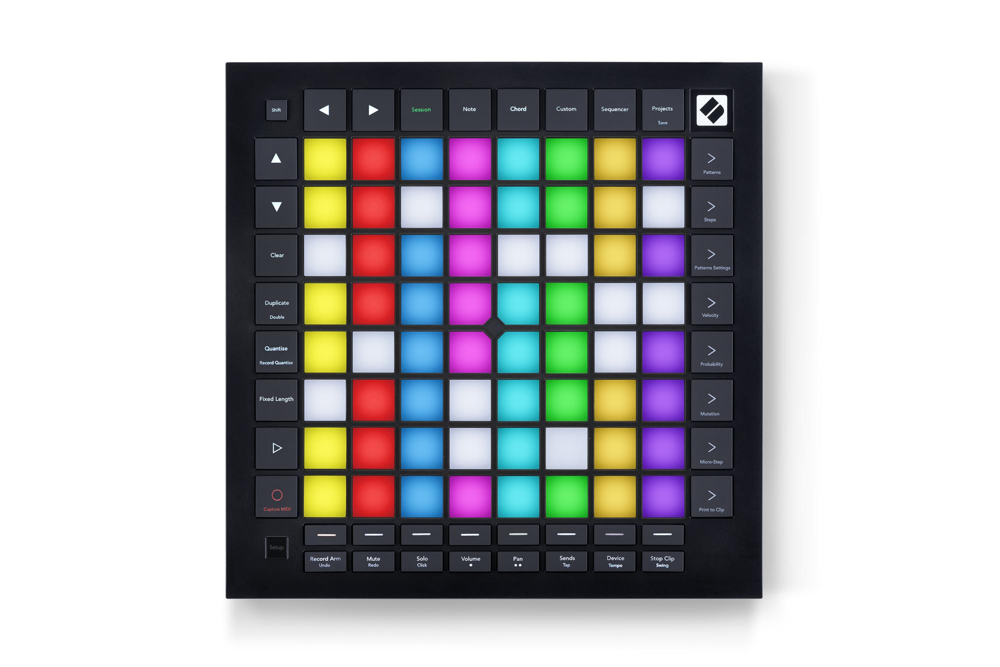 Shift
Session
Note
Chord
Custom
Sequencer
Projects
Save
Patterns
Steps
Clear
Patterns Settings
Duplicate
Double
Velocity
Quantise
Record Quantise
Probability
Fixed Length
Mutation
Micro-Step
Capture MIDI
Print to Clip
Setup
Record Arm
Undo
Mute
Redo
Solo
Click
Volume
Pan
Sends
Tap
Device
Tempo
Stop Clip
Swing